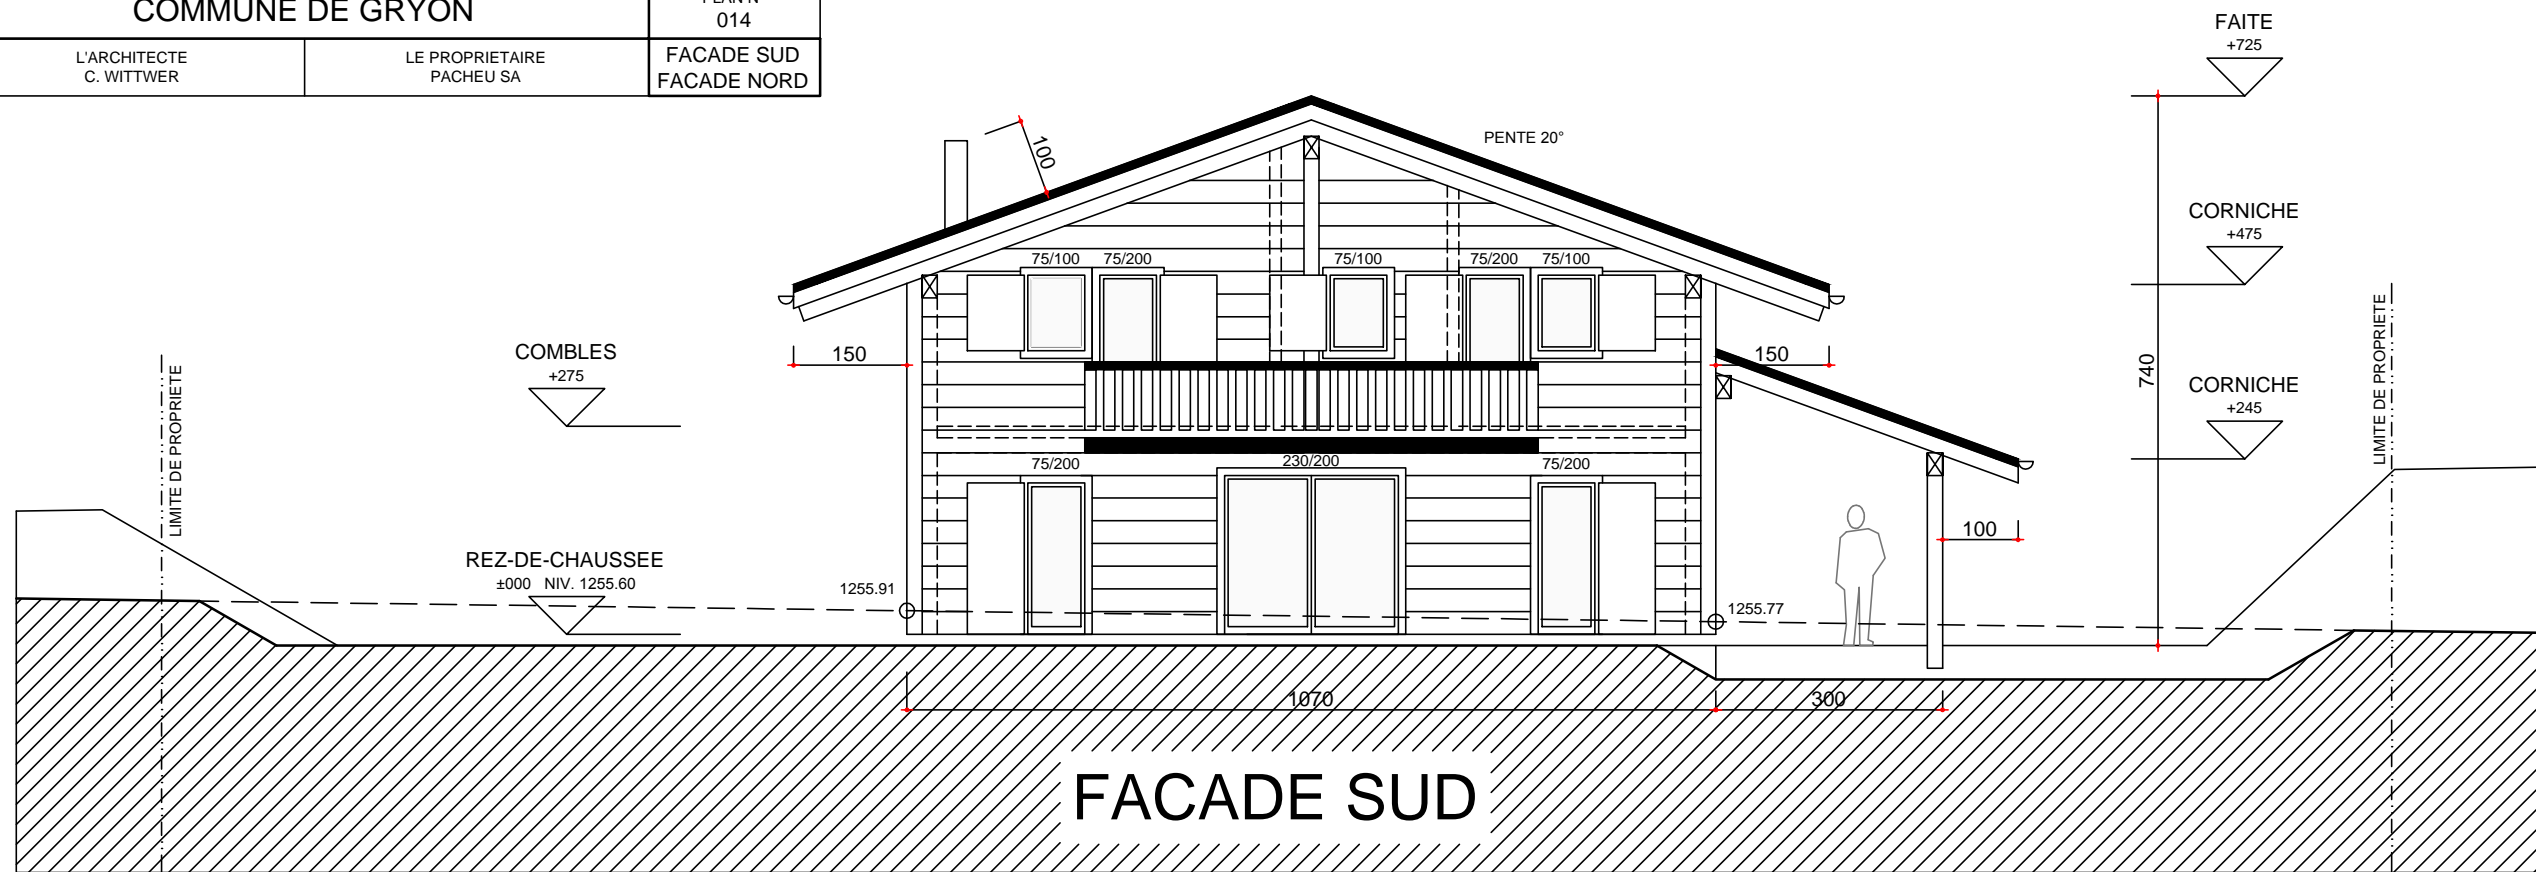 COMMUNE DE GRYON
PLAN N°
014
L'ARCHITECTE
C. WITTWER
LE PROPRIETAIRE
PACHEU SA
FACADE SUD
FACADE NORD
FAITE
+725
100
PENTE 20°
CORNICHE
+475
75/100
75/200
75/100
75/200
75/100
LIMITE DE PROPRIETE
COMBLES
+275
150
150
740
CORNICHE
+245
LIMITE DE PROPRIETE
75/200
230/200
75/200
REZ-DE-CHAUSSEE
±000 NIV. 1255.60
100
1255.91
1255.77
1070
300
FACADE SUD